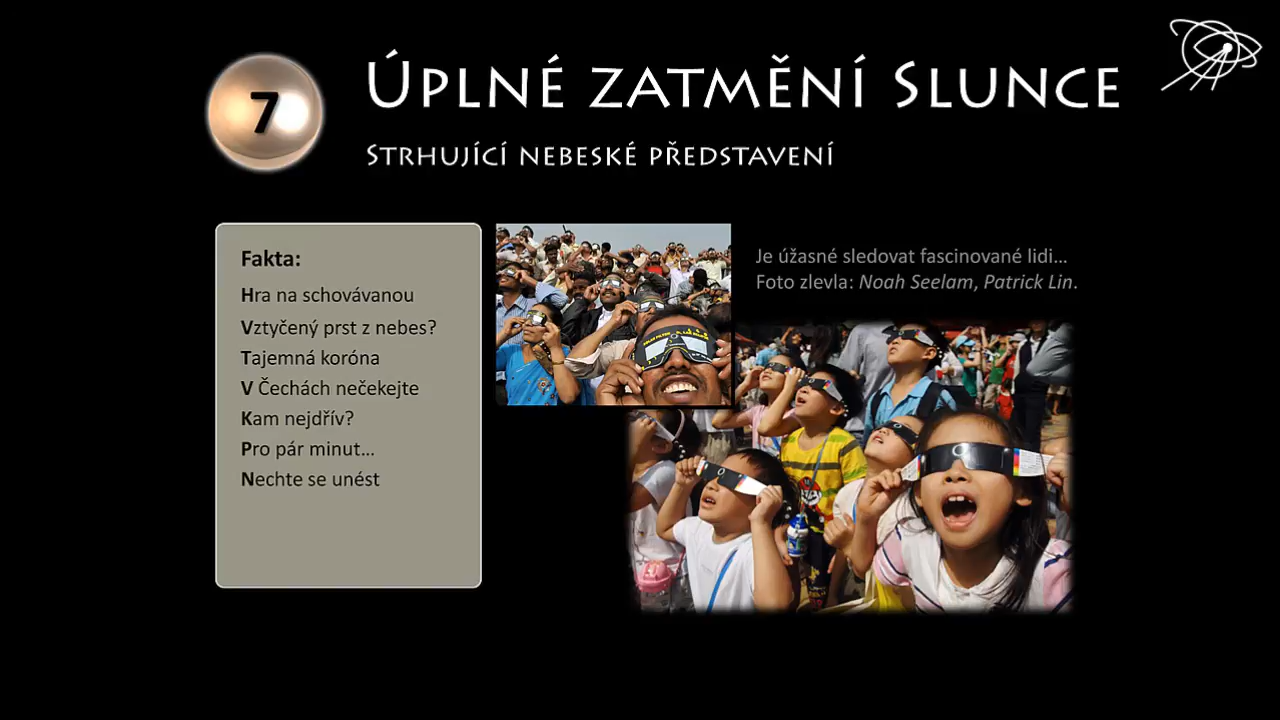 7
Úplné zatmění Slunce
Strhující nebeské představení
Fakta:
Hra na schovávanou
Vztyčený prst z nebes?
Tajemná koróna
V Čechách nečekejte
Kam nejdřív?
Pro pár minut...
Nechte se unést
Je úžasné sledovat fascinované lidi...
Foto zlevla: Noah Seelam, Patrick Lin.